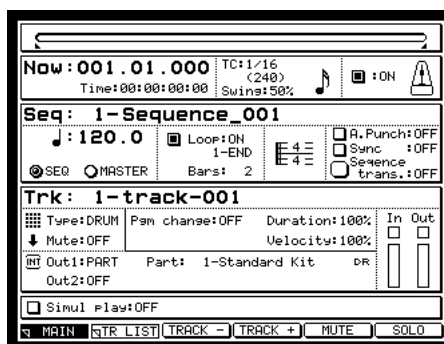 Now:001.01.000 TC:1/16
(240)
Time:00:00:00:00 Swing:50% :ON
Seq: 1-Sequence_001
♩:120.0 Loop:ON A.Punch:OFF
1-END 4 4 Sync :OFF
SEQ MASTER Bars: 2 Seqence trans.:OFF
Trk: 1-track-001
Type:DRUM Pgm change:OFF Duration:100% In Out
Mute:OFF Velocity:100%
INT Out1:PART Part: 1-Standard Kit DR
Out2:OFF
Simul play:OFF
MAIN TR LIST TRACK - TRACK + MUTE SOLO